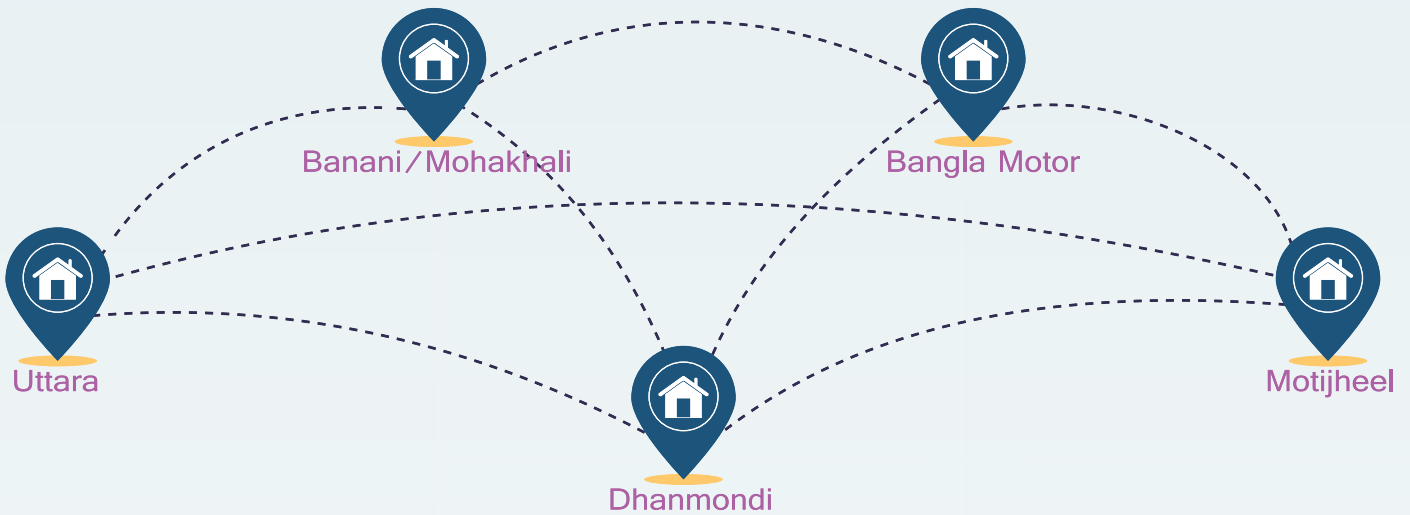 Banani/Mohakhali
Bangla Motor
Uttara
Motijheel
Dhanmondi